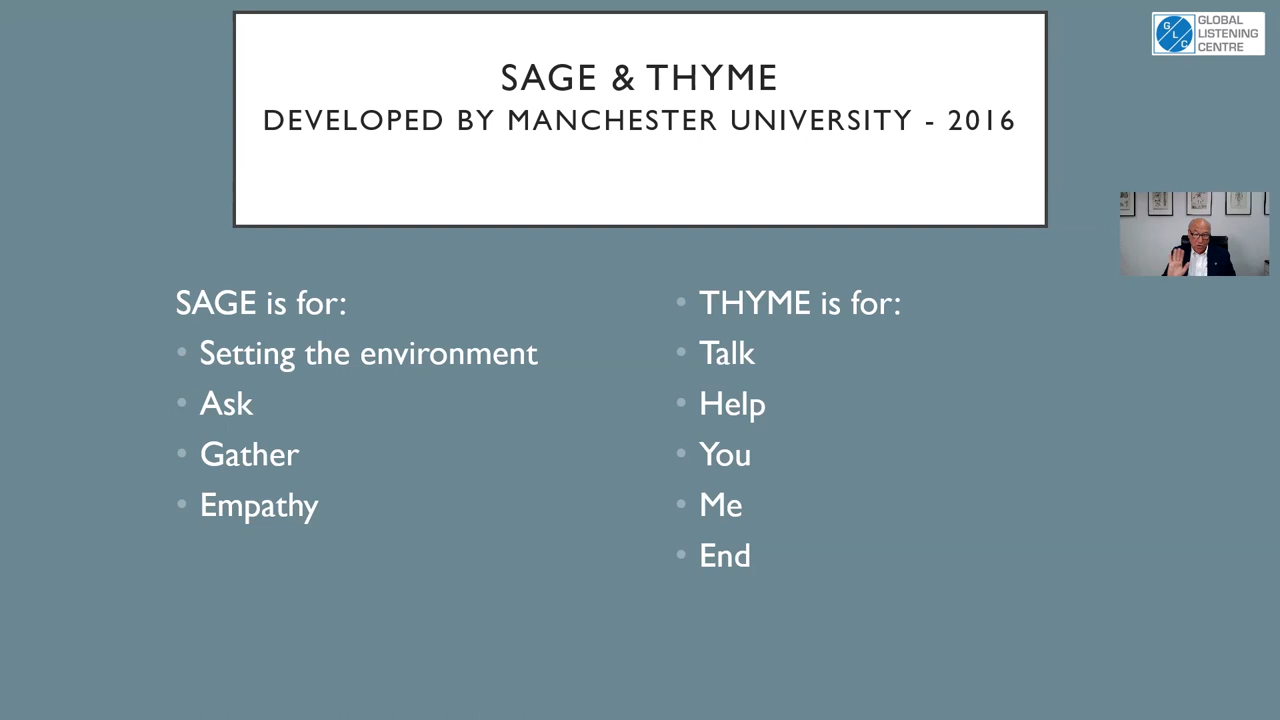 SAGE & THYME
DEVELOPED BY MANCHESTER UNIVERSITY - 2016
GLC
GLOBAL
LISTENING
CENTRE
SAGE is for:
• Setting the environment
• Ask
• Gather
• Empathy
• THYME is for:
• Talk
• Help
• You
• Me
• End